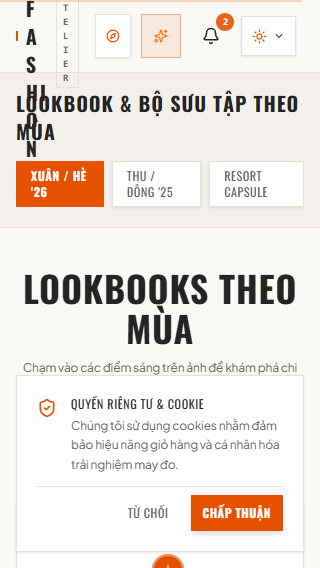 FASHION
TELIER
2
LOOKBOOK & BỘ SƯU TẬP THEO
MÙA
XUÂN / HÈ
'26
THU /
ĐÔNG '25
RESORT
CAPSULE
LOOKBOOKS THEO
MÙA
Chạm vào các điểm sáng trên ảnh để khám phá chi
QUYỀN RIÊNG TƯ & COOKIE
Chúng tôi sử dụng cookies nhằm đảm
bảo hiệu năng giỏ hàng và cá nhân hóa
trải nghiệm may đo.
TỪ CHỐI
CHẤP THUẬN